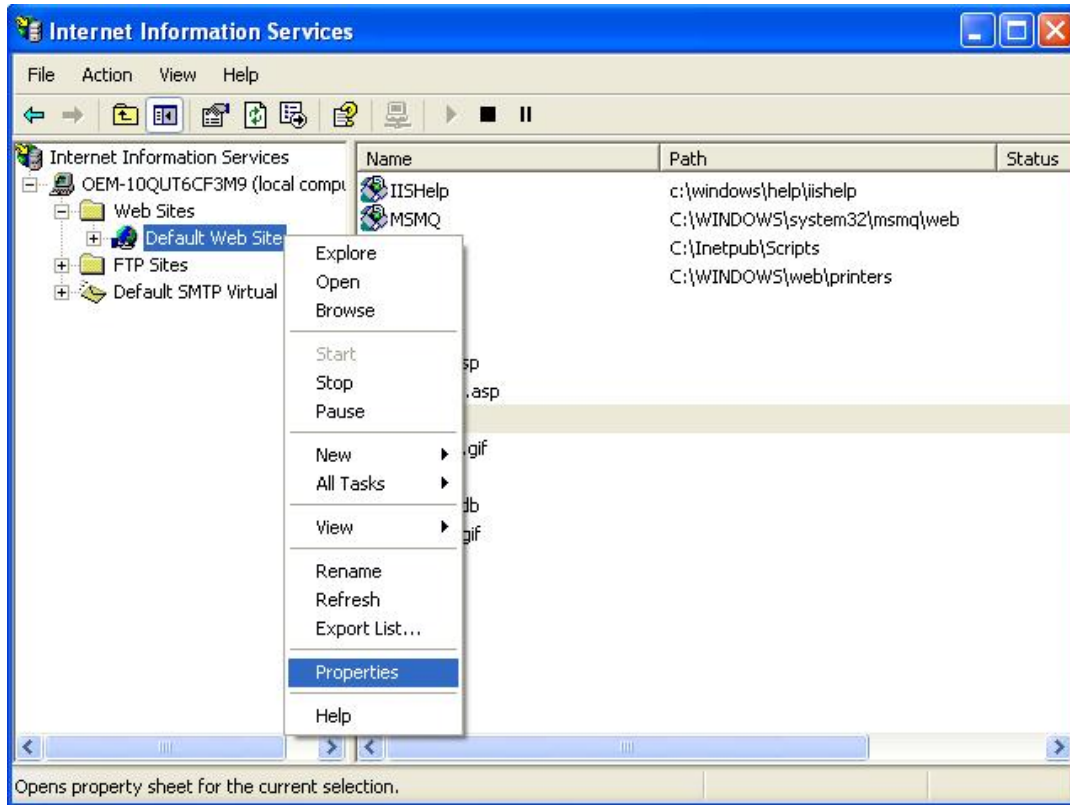 Internet Information Services
File Action View Help
Internet Information Services
OEM-10QUT6CF3M9 (local compu
Web Sites
Default Web Site
FTP Sites
Default SMTP Virtual
Name Path Status
IISHelp c:\windows\help\iishelp
MSMQ C:\WINDOWS\system32\msmq\web
C:\Inetpub\Scripts
C:\WINDOWS\web\printers
sp
.asp
.gif
db
gif
Explore
Open
Browse
Start
Stop
Pause
New
All Tasks
View
Rename
Refresh
Export List...
Properties
Help
Opens property sheet for the current selection.